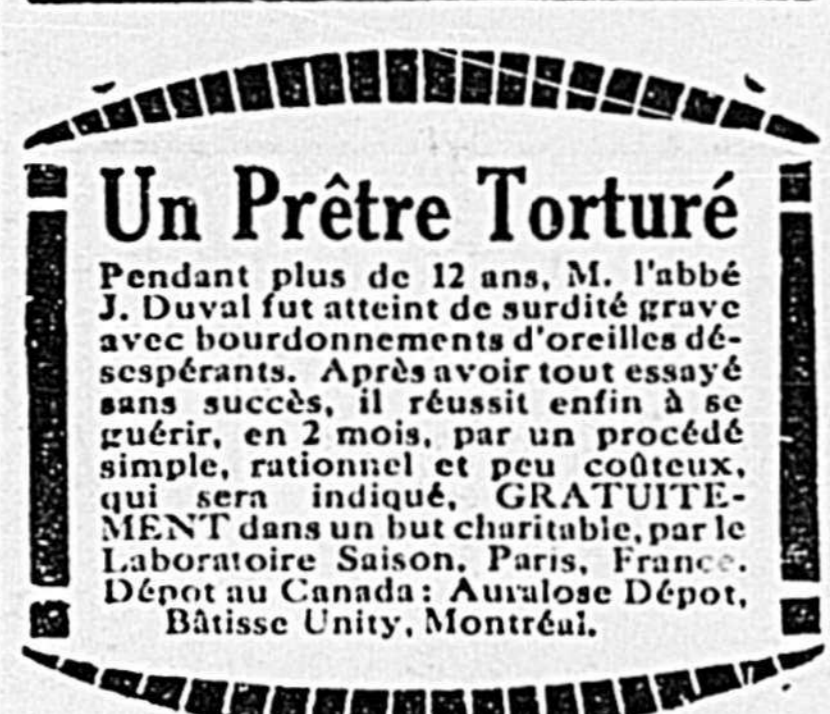 Un Prêtre Torturé
Pendant plus de 12 ans, M. l'abbé
J. Duval fut atteint de surdité grave
avec bourdonnements d'oreilles dé-
sespérants. Après avoir tout essayé
sans succès, il réussit enfin à se
guérir, en 2 mois, par un procédé
simple, rationnel et peu coûteux,
qui sera indiqué, GRATUITE-
MENT dans un but charitable, par le
Laboratoire Saison. Paris, France.
Dépot au Canada: Auralose Dépot,
Bâtisse Unity, Montréal.